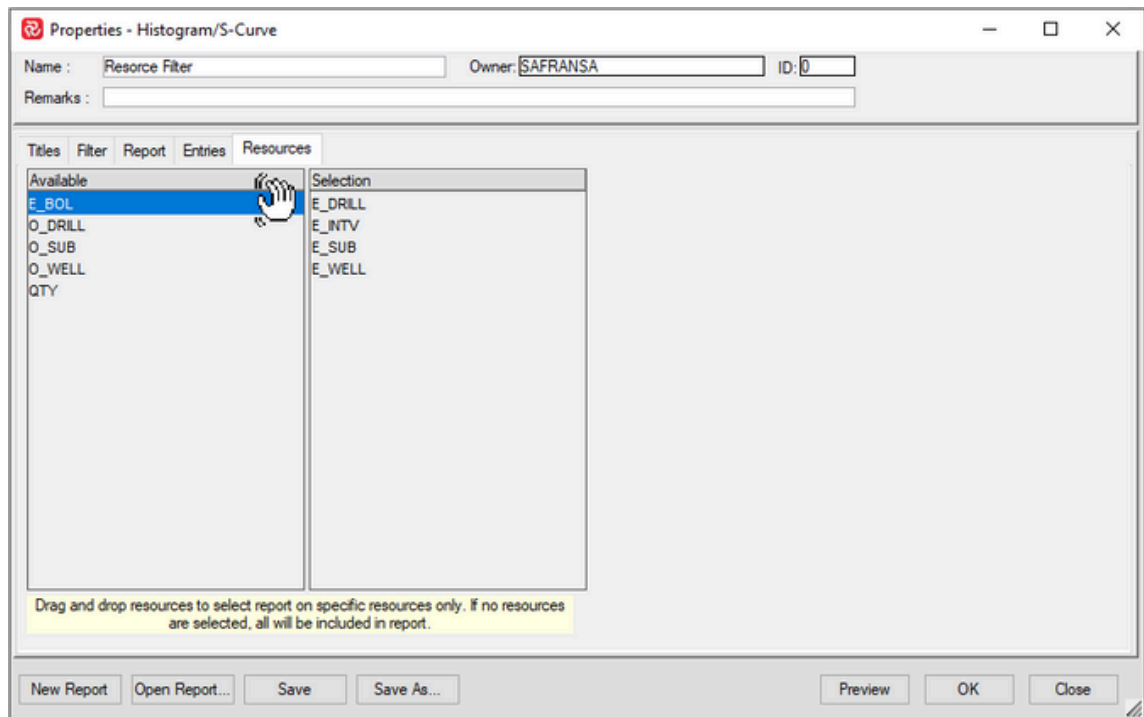 Properties - Histogram/S-Curve
Name : Resorce Filter Owner: SAFRANSA ID: 0
Remarks :
Titles Filter Report Entries Resources
Available Selection
E_BOL E_DRILL
O_DRILL E_INTV
O_SUB E_SUB
O_WELL E_WELL
QTY
Drag and drop resources to select report on specific resources only. If no resources
are selected, all will be included in report.
New Report Open Report... Save Save As... Preview OK Close